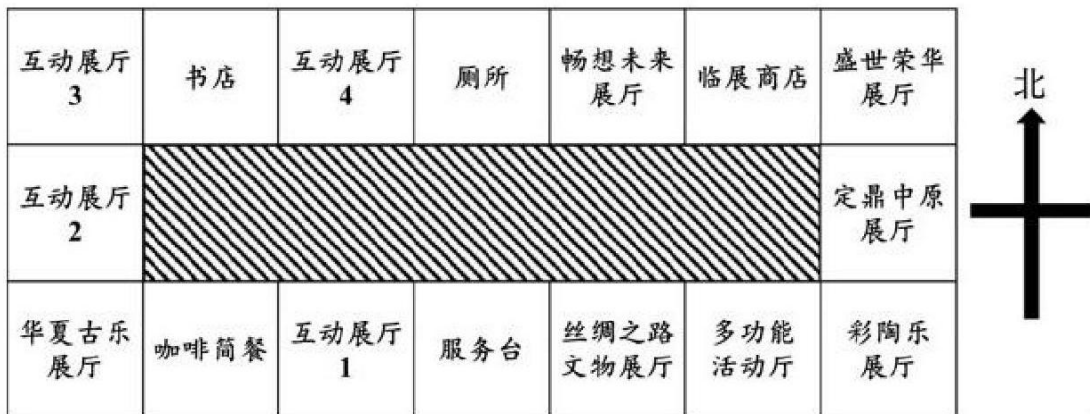 互动展厅
3
书店
互动展厅
4
厕所
畅想未来
展厅
临展商店
盛世荣华
展厅
北
互动展厅
2
定鼎中原
展厅
华夏古乐
展厅
咖啡简餐
互动展厅
1
服务台
丝绸之路
文物展厅
多功能
活动厅
彩陶乐
展厅